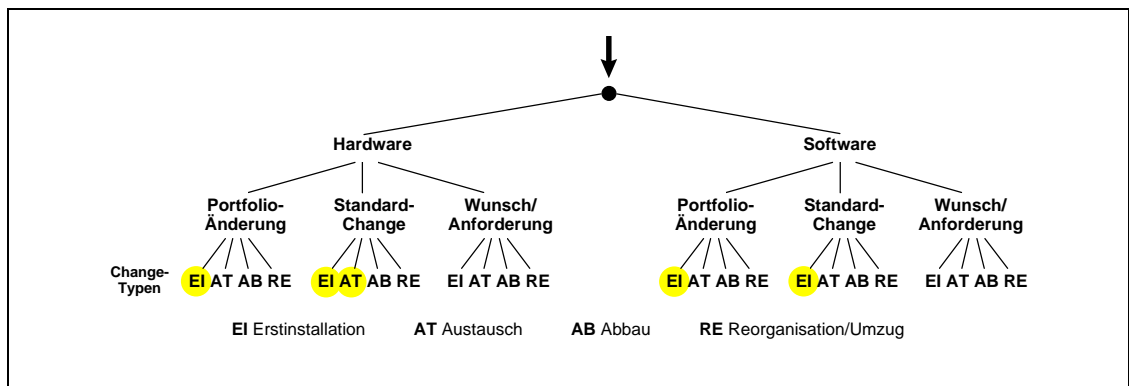 Hardware Software
Portfolio- Standard- Wunsch/ Portfolio- Standard- Wunsch/
Änderung Change Anforderung Änderung Change Anforderung
Change- EI AT AB RE EI AT AB RE EI AT AB RE EI AT AB RE EI AT AB RE EI AT AB RE
Typen
EI Erstinstallation AT Austausch AB Abbau RE Reorganisation/Umzug